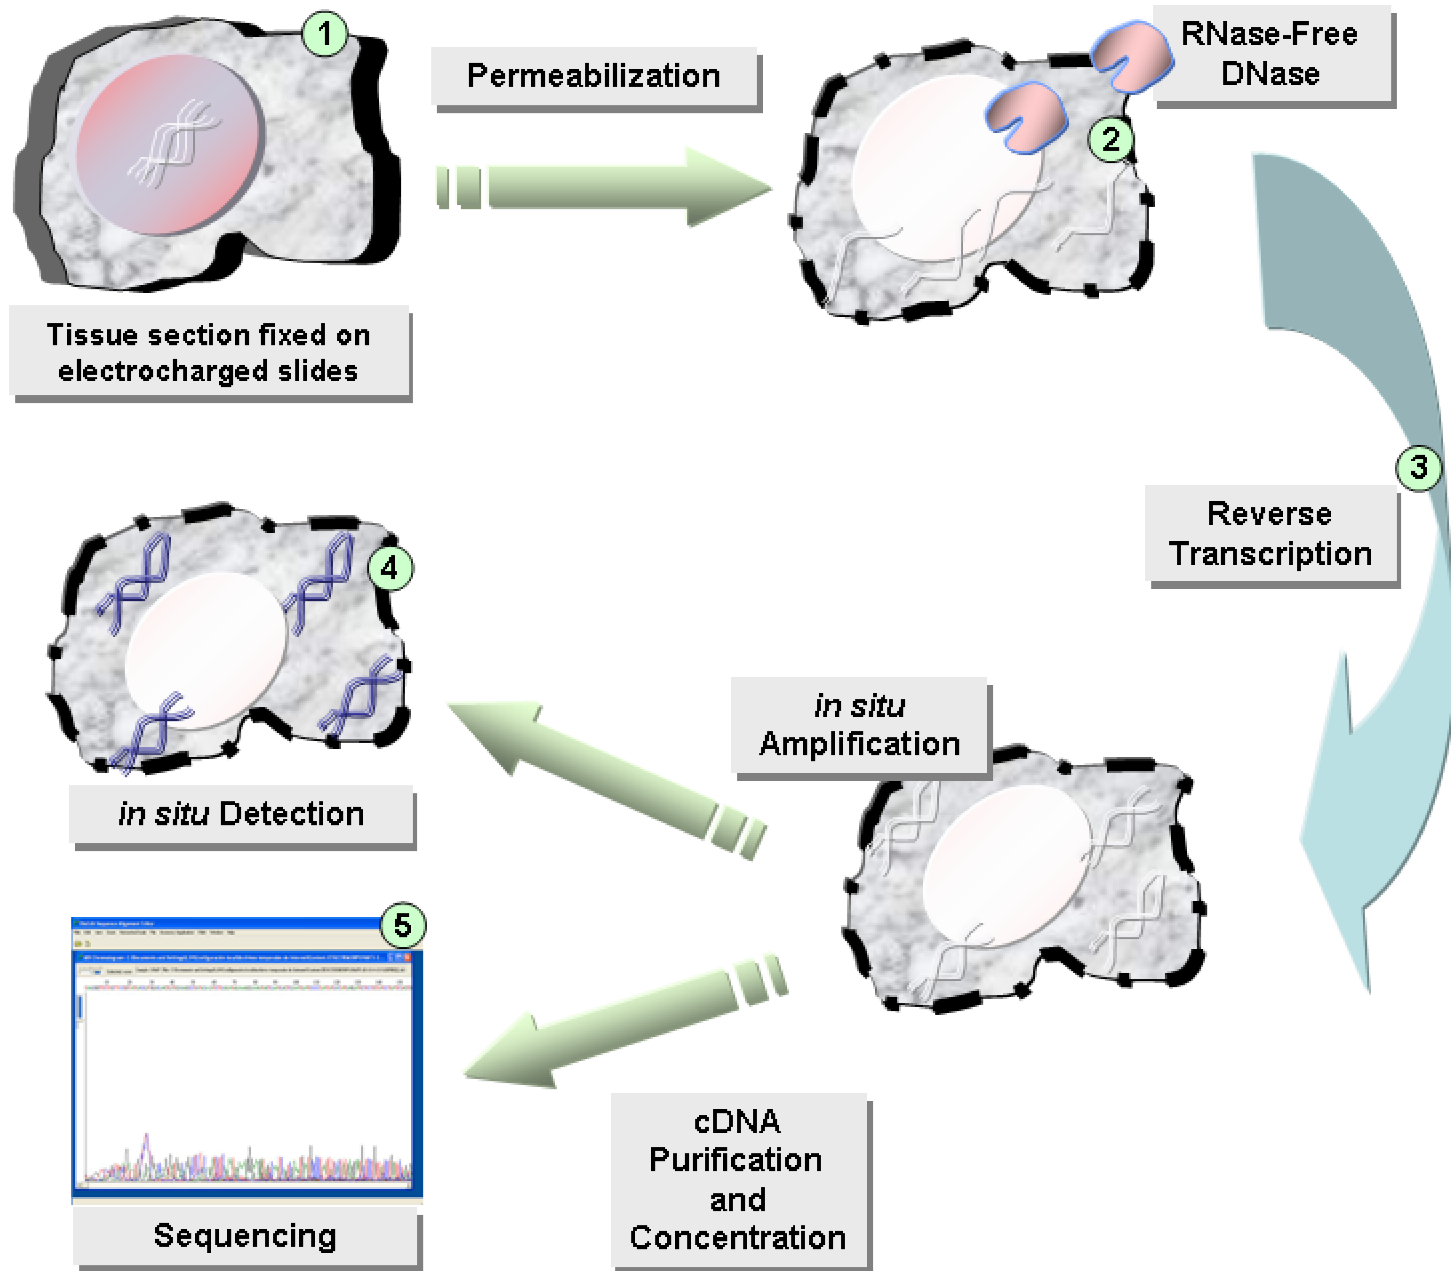 1
Permeabilization
RNase-Free
DNase
2
Tissue section fixed on
electrocharged slides
3
Reverse
Transcription
4
in situ
Amplification
in situ Detection
5
cDNA
Purification
and
Concentration
Sequencing